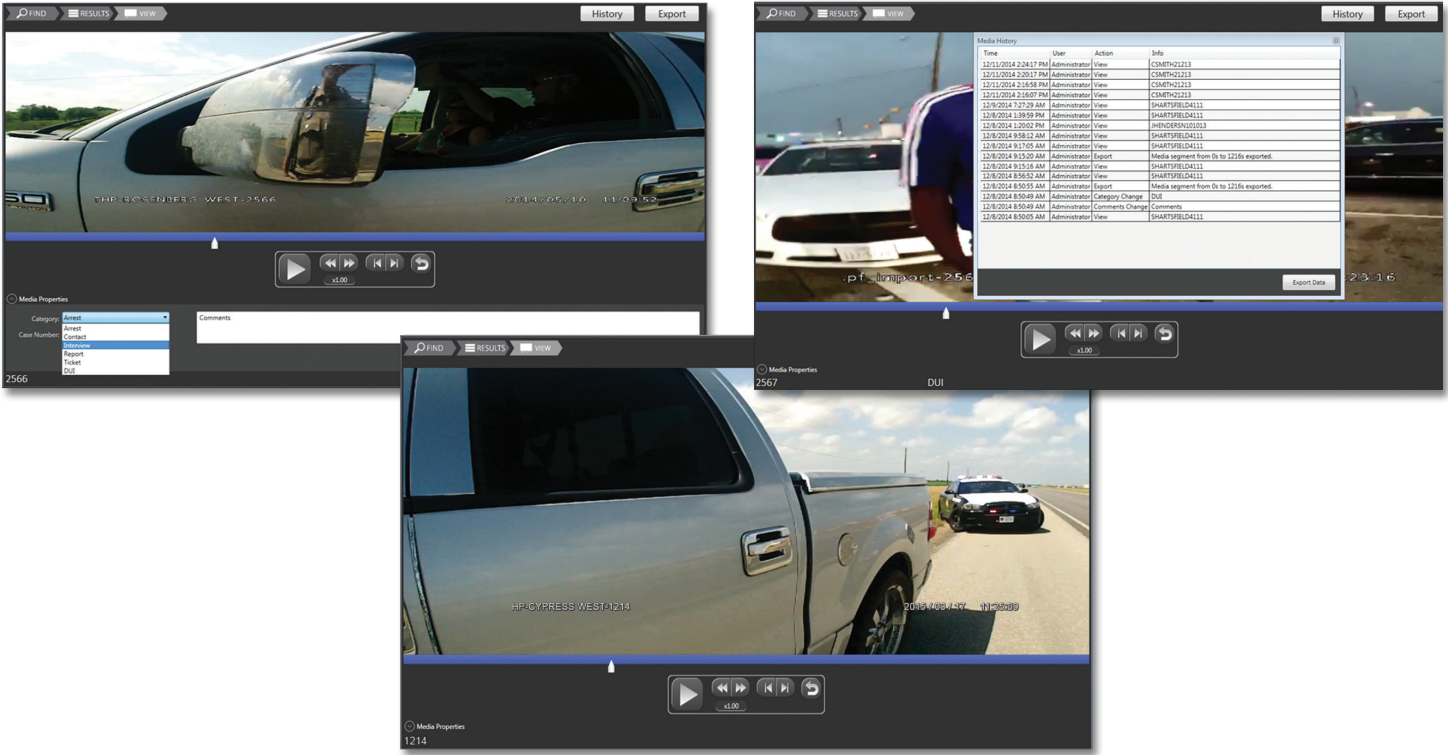 FIND RESULTS VIEW
History Export
THP-ROSENBERG WEST-2566 2014/05/10 11:09:52
x1.00
Media Properties
Category: Arrest
Arrest
Contact
Interview
Report
Ticket
DUI
Case Number:
Comments
2566
FIND RESULTS VIEW
History Export
Media History
Time User Action Info
12/11/2014 2:24:17 PM Administrator View CSMITH21213
12/11/2014 2:20:17 PM Administrator View CSMITH21213
12/11/2014 2:16:58 PM Administrator View CSMITH21213
12/11/2014 2:16:07 PM Administrator View CSMITH21213
12/9/2014 7:27:29 AM Administrator View SHARTSFIELD4111
12/8/2014 1:39:59 PM Administrator View SHARTSFIELD4111
12/8/2014 1:20:02 PM Administrator View JHENDERSN101013
12/8/2014 9:58:12 AM Administrator View SHARTSFIELD4111
12/8/2014 9:17:05 AM Administrator View SHARTSFIELD4111
12/8/2014 9:15:20 AM Administrator Export Media segment from 0s to 1216s exported.
12/8/2014 9:15:16 AM Administrator View SHARTSFIELD4111
12/8/2014 8:56:52 AM Administrator View SHARTSFIELD4111
12/8/2014 8:50:55 AM Administrator Export Media segment from 0s to 1216s exported.
12/8/2014 8:50:49 AM Administrator Category Change DUI
12/8/2014 8:50:49 AM Administrator Comments Change Comments
12/8/2014 8:50:05 AM Administrator View SHARTSFIELD4111
Export Data
.pf_import-256 23:16
x1.00
Media Properties
2567 DUI
FIND RESULTS VIEW
HP-CYPRESS WEST-1214 2015/03/17 11:25:09
x1.00
Media Properties
1214